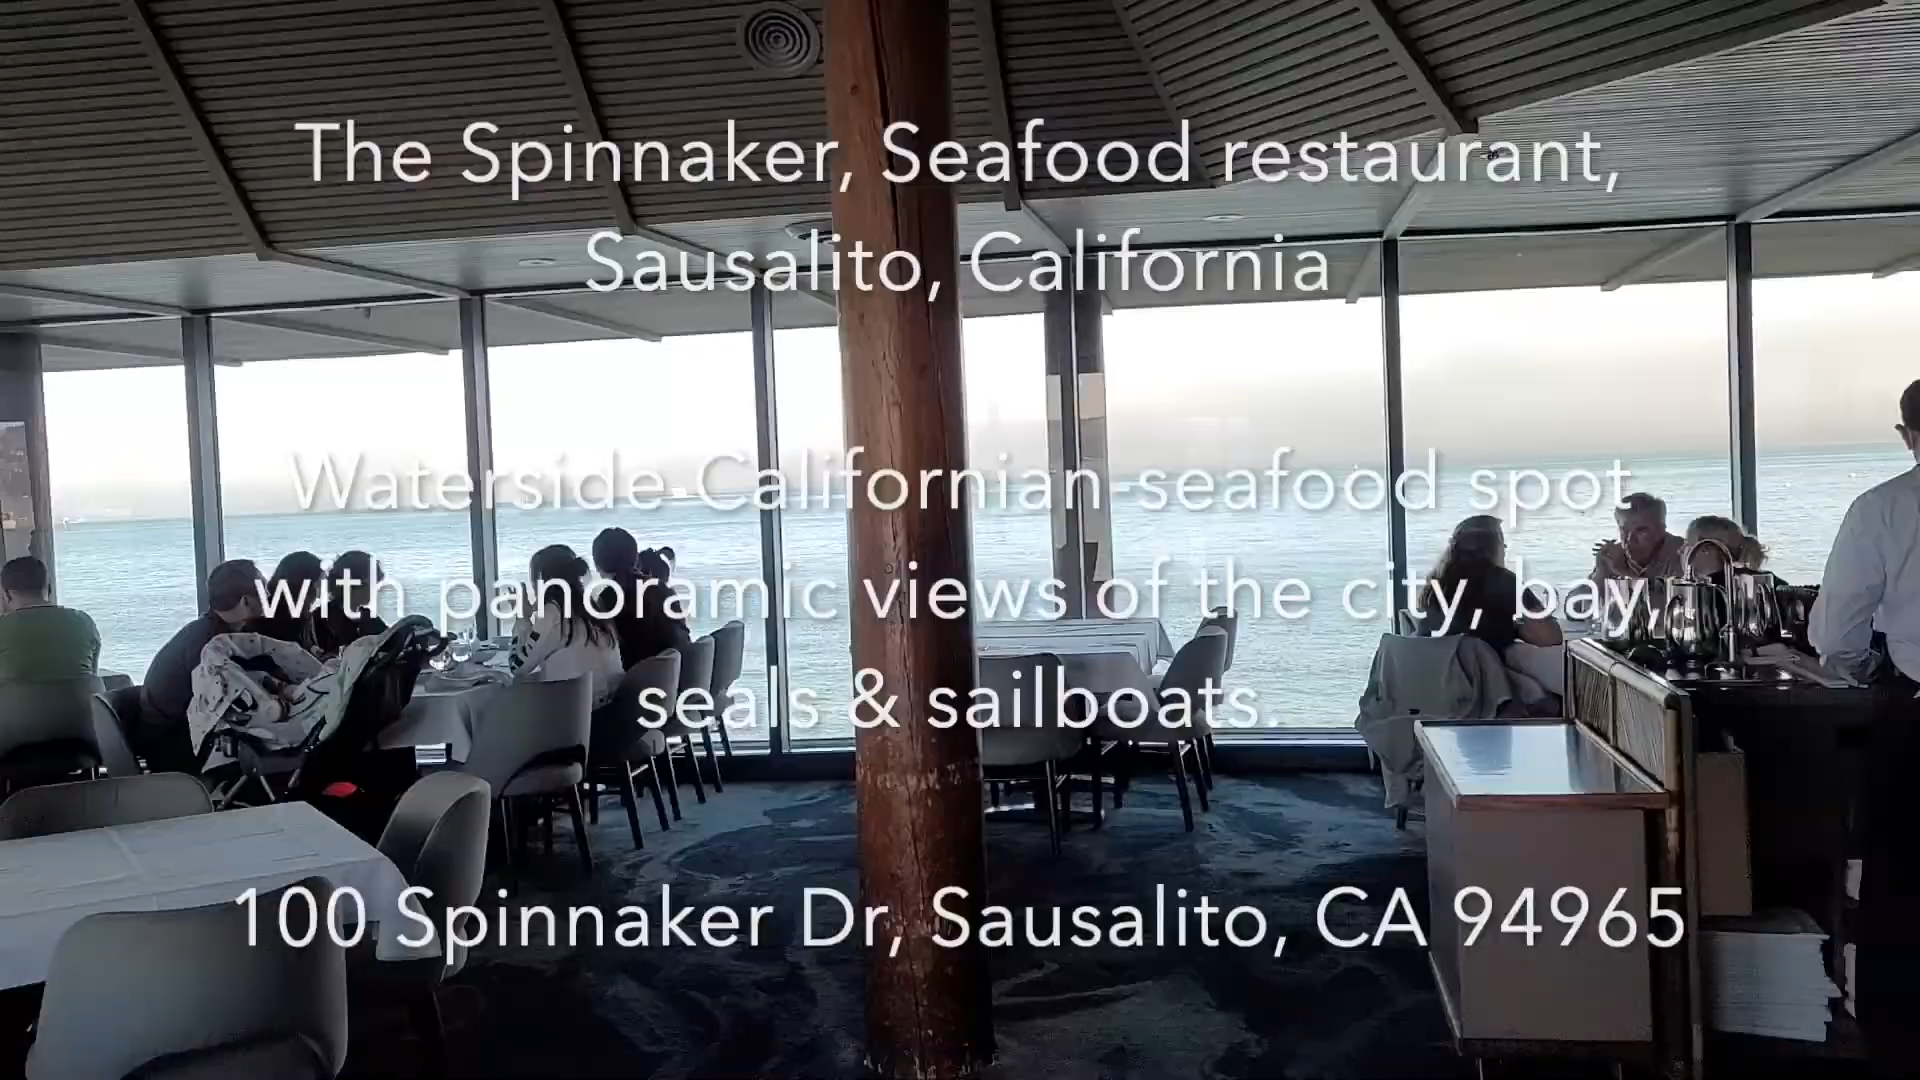 The Spinnaker, Seafood restaurant,
Sausalito, California
Waterside Californian-seafood spot
with panoramic views of the city, bay,
seals & sailboats.
100 Spinnaker Dr, Sausalito, CA 94965